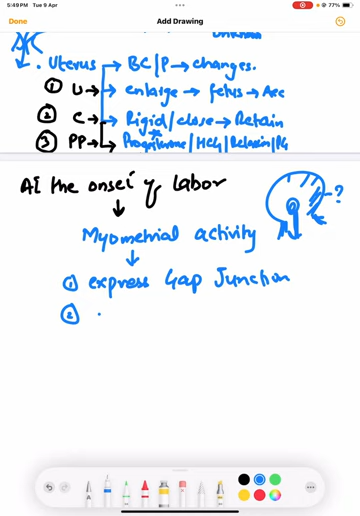 5:49 PM Tue 9 Apr
77%
Done
Add Drawing
Unknown
Uterus → BC/P → changes.
① U → enlarge → fetus → Acc
② C → Rigid/close → Retain
③ PP → Progesterone/HCG/Relaxin/PG
At the onset of labor
↓
Myometrial activity
?
↓
① express Gap Junction
②